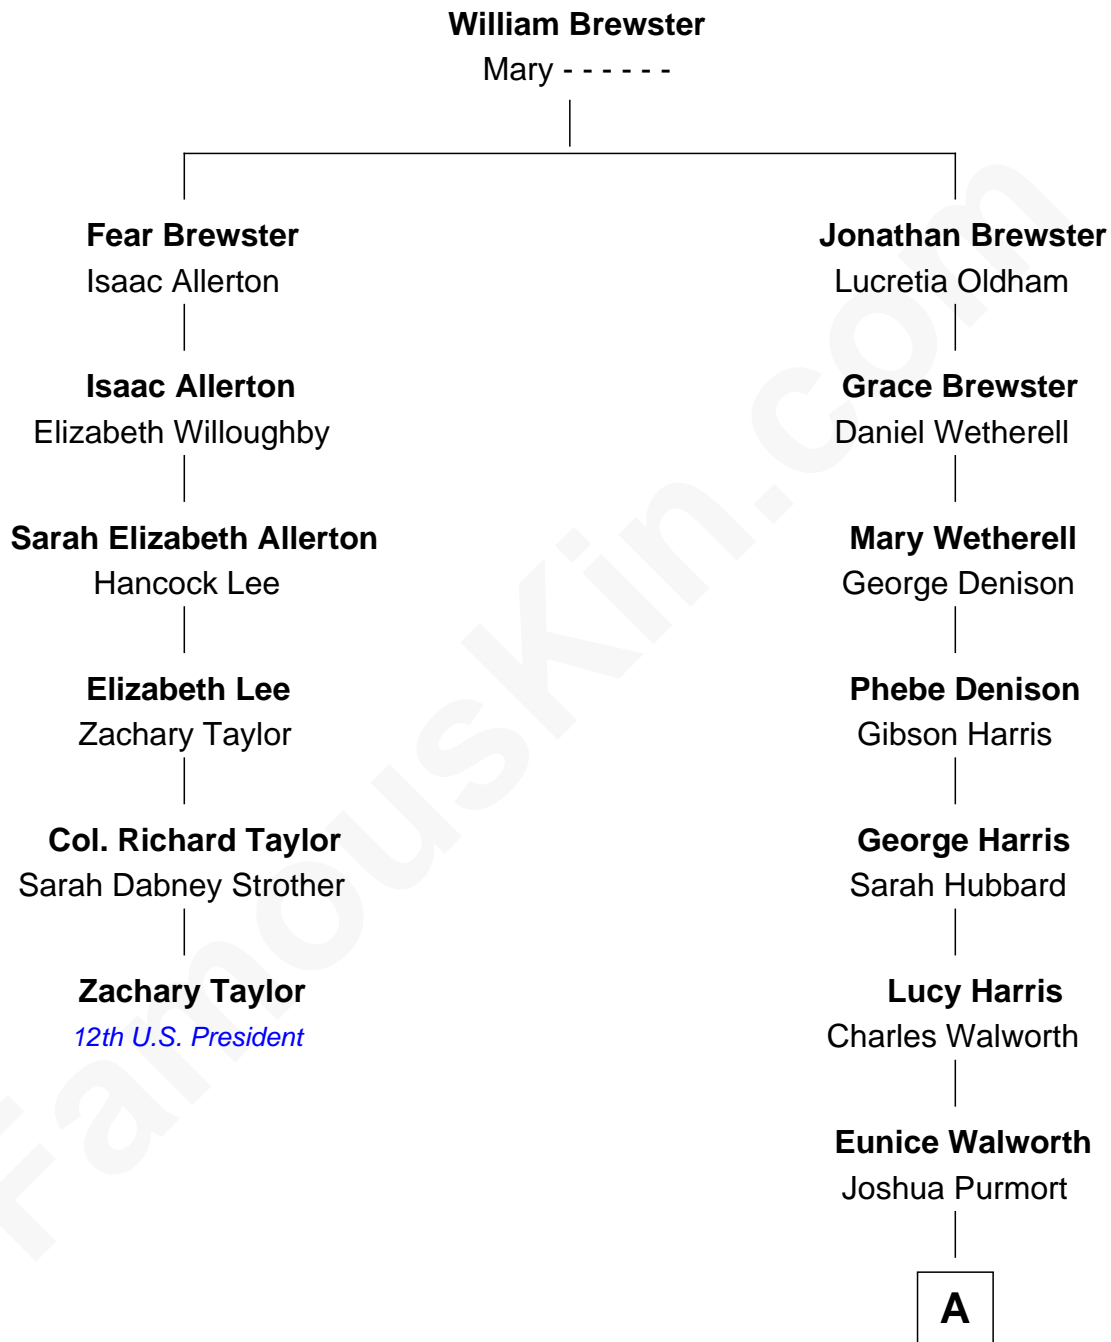 William Brewster
Mary - - - - - -
Fear Brewster
Isaac Allerton
Isaac Allerton
Elizabeth Willoughby
Sarah Elizabeth Allerton
Hancock Lee
Elizabeth Lee
Zachary Taylor
Col. Richard Taylor
Sarah Dabney Strother
Zachary Taylor
12th U.S. President
Jonathan Brewster
Lucretia Oldham
Grace Brewster
Daniel Wetherell
Mary Wetherell
George Denison
Phebe Denison
Gibson Harris
George Harris
Sarah Hubbard
Lucy Harris
Charles Walworth
Eunice Walworth
Joshua Purmort
A
FamousKin.com